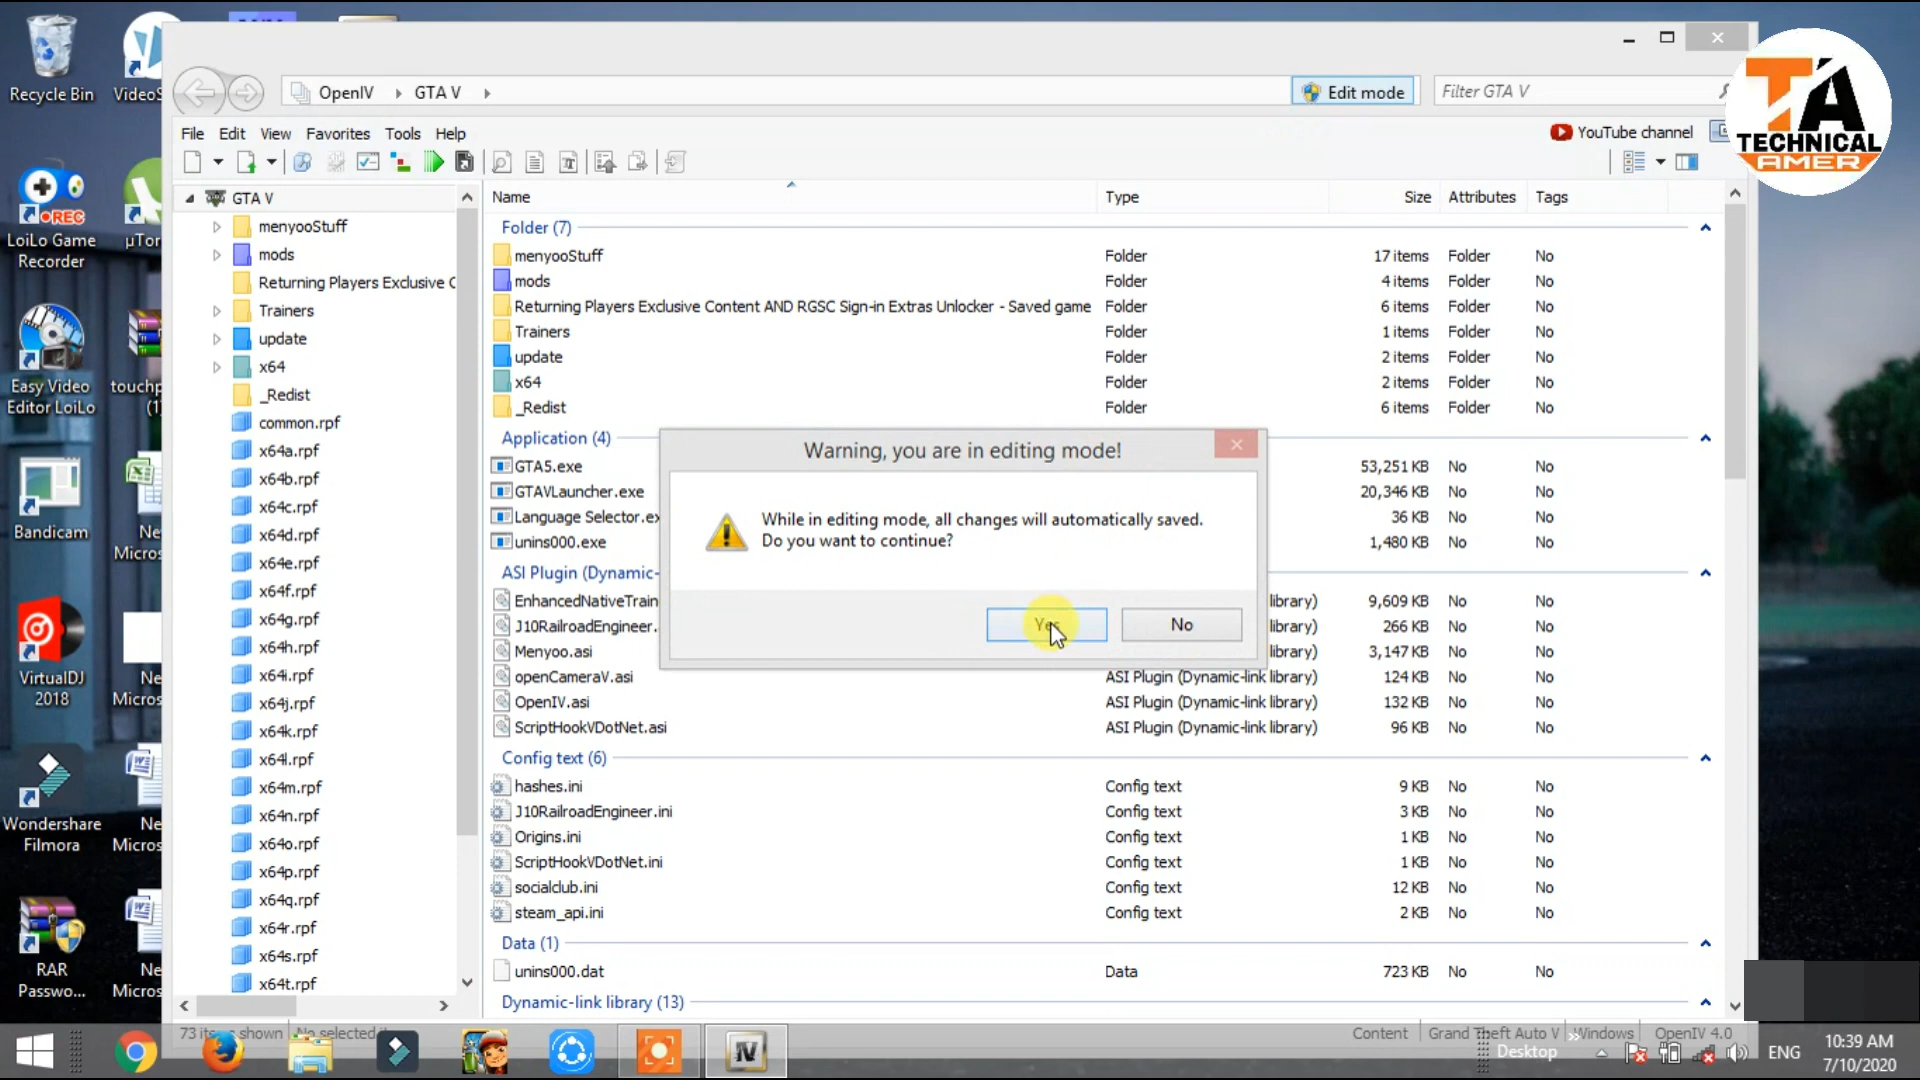 Recycle Bin
VideoS
LoiLo Game
Recorder
REC
µTor
Easy Video
Editor LoiLo
touchp
(1)
Bandicam
Ne
Micros
VirtualDJ
2018
Ne
Micros
Wondershare
Filmora
Ne
Micros
RAR
Passwo...
Ne
Micros
OpenIV
GTA V
Edit mode
Filter GTA V
TA
TECHNICAL
AMER
File Edit View Favorites Tools Help
YouTube channel
GTA V
menyooStuff
mods
Returning Players Exclusive C
Trainers
update
x64
_Redist
common.rpf
x64a.rpf
x64b.rpf
x64c.rpf
x64d.rpf
x64e.rpf
x64f.rpf
x64g.rpf
x64h.rpf
x64i.rpf
x64j.rpf
x64k.rpf
x64l.rpf
x64m.rpf
x64n.rpf
x64o.rpf
x64p.rpf
x64q.rpf
x64r.rpf
x64s.rpf
x64t.rpf
Name Type Size Attributes Tags
Folder (7)
menyooStuff Folder 17 items Folder No
mods Folder 4 items Folder No
Returning Players Exclusive Content AND RGSC Sign-in Extras Unlocker - Saved game Folder 6 items Folder No
Trainers Folder 1 items Folder No
update Folder 2 items Folder No
x64 Folder 2 items Folder No
_Redist Folder 6 items Folder No
Application (4)
GTA5.exe 53,251 KB No No
GTAVLauncher.exe 20,346 KB No No
Language Selector.ex 36 KB No No
unins000.exe 1,480 KB No No
ASI Plugin (Dynamic-
EnhancedNativeTrain library) 9,609 KB No No
J10RailroadEngineer. library) 266 KB No No
Menyoo.asi library) 3,147 KB No No
openCameraV.asi ASI Plugin (Dynamic-link library) 124 KB No No
OpenIV.asi ASI Plugin (Dynamic-link library) 132 KB No No
ScriptHookVDotNet.asi ASI Plugin (Dynamic-link library) 96 KB No No
Config text (6)
hashes.ini Config text 9 KB No No
J10RailroadEngineer.ini Config text 3 KB No No
Origins.ini Config text 1 KB No No
ScriptHookVDotNet.ini Config text 1 KB No No
socialclub.ini Config text 12 KB No No
steam_api.ini Config text 2 KB No No
Data (1)
unins000.dat Data 723 KB No No
Dynamic-link library (13)
Warning, you are in editing mode!
While in editing mode, all changes will automatically saved.
Do you want to continue?
Yes
No
Content Grand Theft Auto V Windows OpenIV 4.0
IV
Desktop
ENG
10:39 AM
7/10/2020